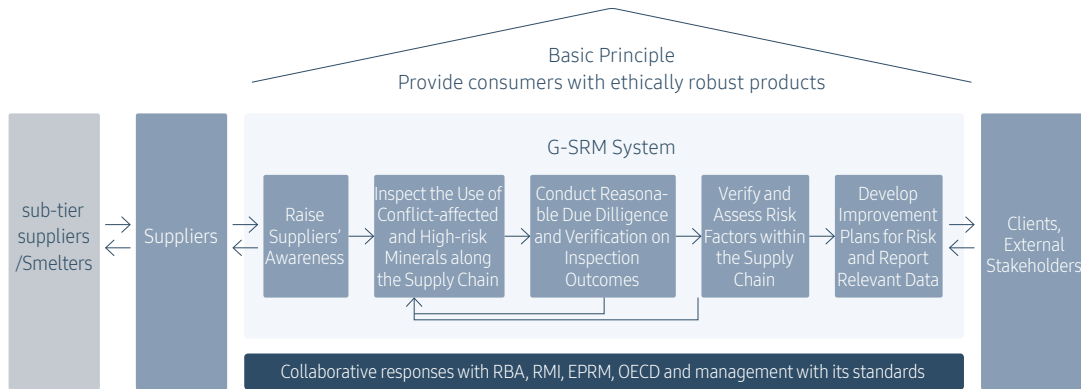 Basic Principle
Provide consumers with ethically robust products
sub-tier
suppliers
/Smelters
Suppliers
G-SRM System
Raise
Suppliers’
Awareness
Inspect the Use of
Conflict-affected
and High-risk
Minerals along
the Supply Chain
Conduct Reasona-
ble Due Dilligence
and Verification on
Inspection
Outcomes
Verify and
Assess Risk
Factors within
the Supply
Chain
Develop
Improvement
Plans for Risk
and Report
Relevant Data
Clients,
External
Stakeholders
Collaborative responses with RBA, RMI, EPRM, OECD and management with its standards